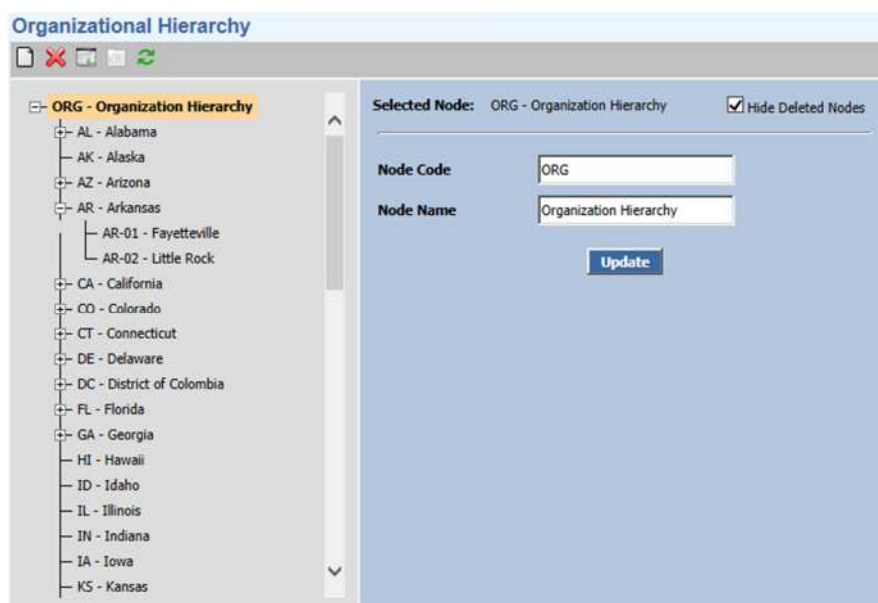 Organizational Hierarchy
ORG - Organization Hierarchy
AL - Alabama
AK - Alaska
AZ - Arizona
AR - Arkansas
AR-01 - Fayetteville
AR-02 - Little Rock
CA - California
CO - Colorado
CT - Connecticut
DE - Delaware
DC - District of Colombia
FL - Florida
GA - Georgia
HI - Hawaii
ID - Idaho
IL - Illinois
IN - Indiana
IA - Iowa
KS - Kansas
Selected Node: ORG - Organization Hierarchy Hide Deleted Nodes
Node Code ORG
Node Name Organization Hierarchy
Update